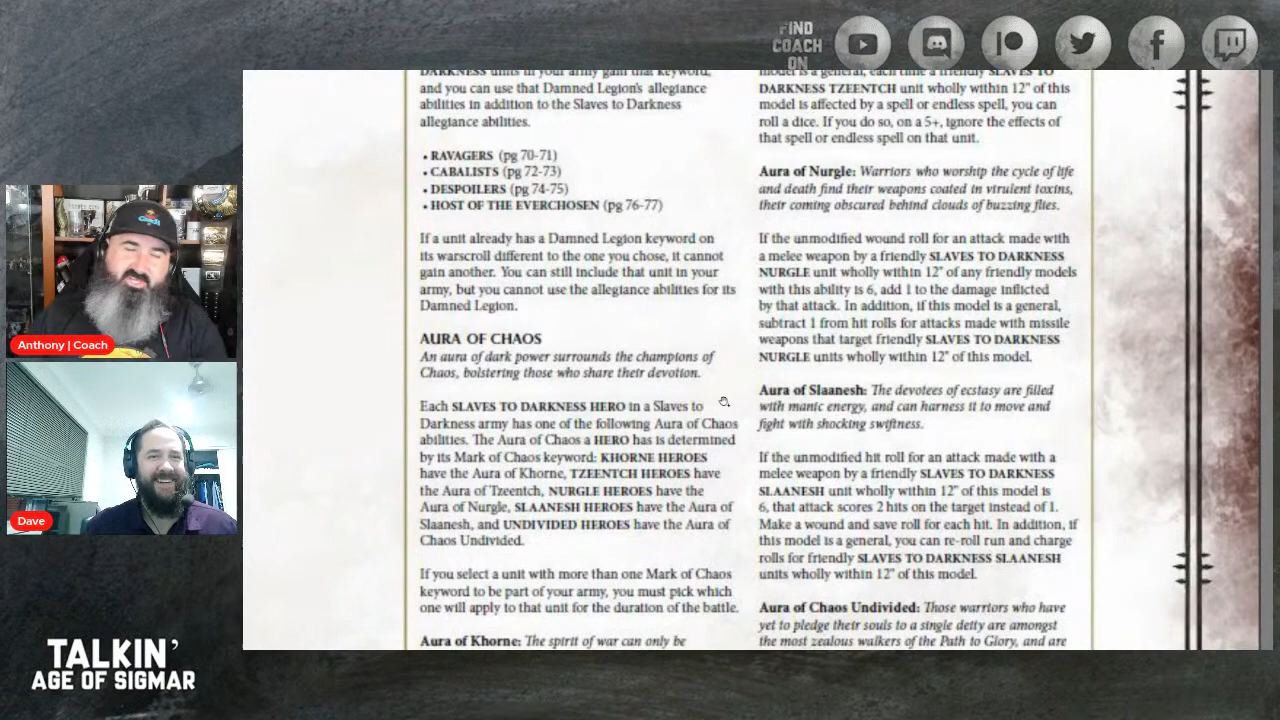 FIND
COACH
ON
DARKNESS units in your army gain that keyword,
and you can use that Damned Legion's allegiance
abilities in addition to the Slaves to Darkness
allegiance abilities.
• RAVAGERS (pg 70-71)
• CABALISTS (pg 72-73)
• DESPOILERS (pg 74-75)
• HOST OF THE EVERCHOSEN (pg 76-77)
If a unit already has a Damned Legion keyword on
its warscroll different to the one you chose, it cannot
gain another. You can still include that unit in your
army, but you cannot use the allegiance abilities for its
Damned Legion.
AURA OF CHAOS
An aura of dark power surrounds the champions of
Chaos, bolstering those who share their devotion.
Each SLAVES TO DARKNESS HERO in a Slaves to
Darkness army has one of the following Aura of Chaos
abilities. The Aura of Chaos a HERO has is determined
by its Mark of Chaos keyword: KHORNE HEROES
have the Aura of Khorne, TZEENTCH HEROES have
the Aura of Tzeentch, NURGLE HEROES have the
Aura of Nurgle, SLAANESH HEROES have the Aura of
Slaanesh, and UNDIVIDED HEROES have the Aura of
Chaos Undivided.
If you select a unit with more than one Mark of Chaos
keyword to be part of your army, you must pick which
one will apply to that unit for the duration of the battle.
Aura of Khorne: The spirit of war can only be
model is a general, each time a friendly SLAVES TO
DARKNESS TZEENTCH unit wholly within 12" of this
model is affected by a spell or endless spell, you can
roll a dice. If you do so, on a 5+, ignore the effects of
that spell or endless spell on that unit.
Aura of Nurgle: Warriors who worship the cycle of life
and death find their weapons coated in virulent toxins,
their coming obscured behind clouds of buzzing flies.
If the unmodified wound roll for an attack made with
a melee weapon by a friendly SLAVES TO DARKNESS
NURGLE unit wholly within 12" of any friendly models
with this ability is 6, add 1 to the damage inflicted
by that attack. In addition, if this model is a general,
subtract 1 from hit rolls for attacks made with missile
weapons that target friendly SLAVES TO DARKNESS
NURGLE units wholly within 12" of this model.
Aura of Slaanesh: The devotees of ecstasy are filled
with manic energy, and can harness it to move and
fight with shocking swiftness.
If the unmodified hit roll for an attack made with a
melee weapon by a friendly SLAVES TO DARKNESS
SLAANESH unit wholly within 12" of this model is
6, that attack scores 2 hits on the target instead of 1.
Make a wound and save roll for each hit. In addition, if
this model is a general, you can re-roll run and charge
rolls for friendly SLAVES TO DARKNESS SLAANESH
units wholly within 12" of this model.
Aura of Chaos Undivided: Those warriors who have
yet to pledge their souls to a single deity are amongst
the most zealous walkers of the Path to Glory, and are
Anthony | Coach
Dave
TALKIN'
AGE OF SIGMAR